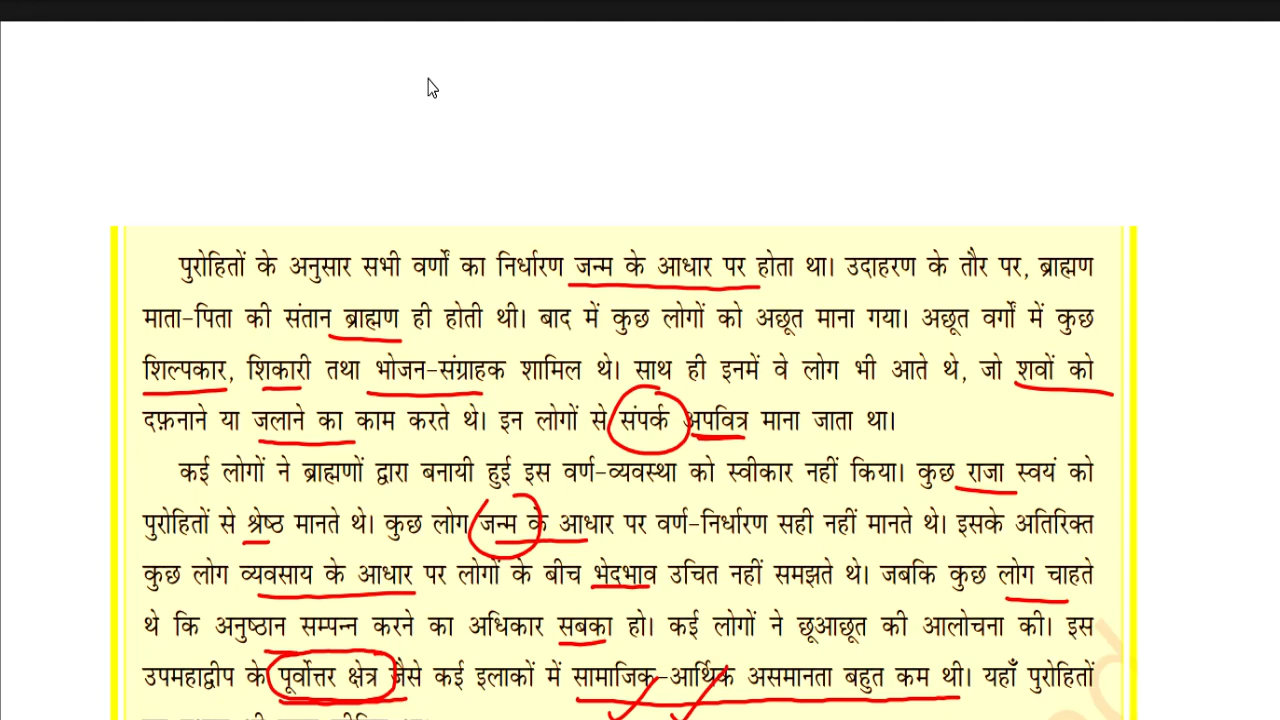 पुरोहितों के अनुसार सभी वर्णों का निर्धारण जन्म के आधार पर होता था। उदाहरण के तौर पर, ब्राह्मण
माता-पिता की संतान ब्राह्मण ही होती थी। बाद में कुछ लोगों को अछूत माना गया। अछूत वर्गों में कुछ
शिल्पकार, शिकारी तथा भोजन-संग्राहक शामिल थे। साथ ही इनमें वे लोग भी आते थे, जो शवों को
दफ़नाने या जलाने का काम करते थे। इन लोगों से संपर्क अपवित्र माना जाता था।
कई लोगों ने ब्राह्मणों द्वारा बनायी हुई इस वर्ण-व्यवस्था को स्वीकार नहीं किया। कुछ राजा स्वयं को
पुरोहितों से श्रेष्ठ मानते थे। कुछ लोग जन्म के आधार पर वर्ण-निर्धारण सही नहीं मानते थे। इसके अतिरिक्त
कुछ लोग व्यवसाय के आधार पर लोगों के बीच भेदभाव उचित नहीं समझते थे। जबकि कुछ लोग चाहते
थे कि अनुष्ठान सम्पन्न करने का अधिकार सबका हो। कई लोगों ने छूआछूत की आलोचना की। इस
उपमहाद्वीप के पूर्वोत्तर क्षेत्र जैसे कई इलाकों में सामाजिक-आर्थिक असमानता बहुत कम थी। यहाँ पुरोहितों